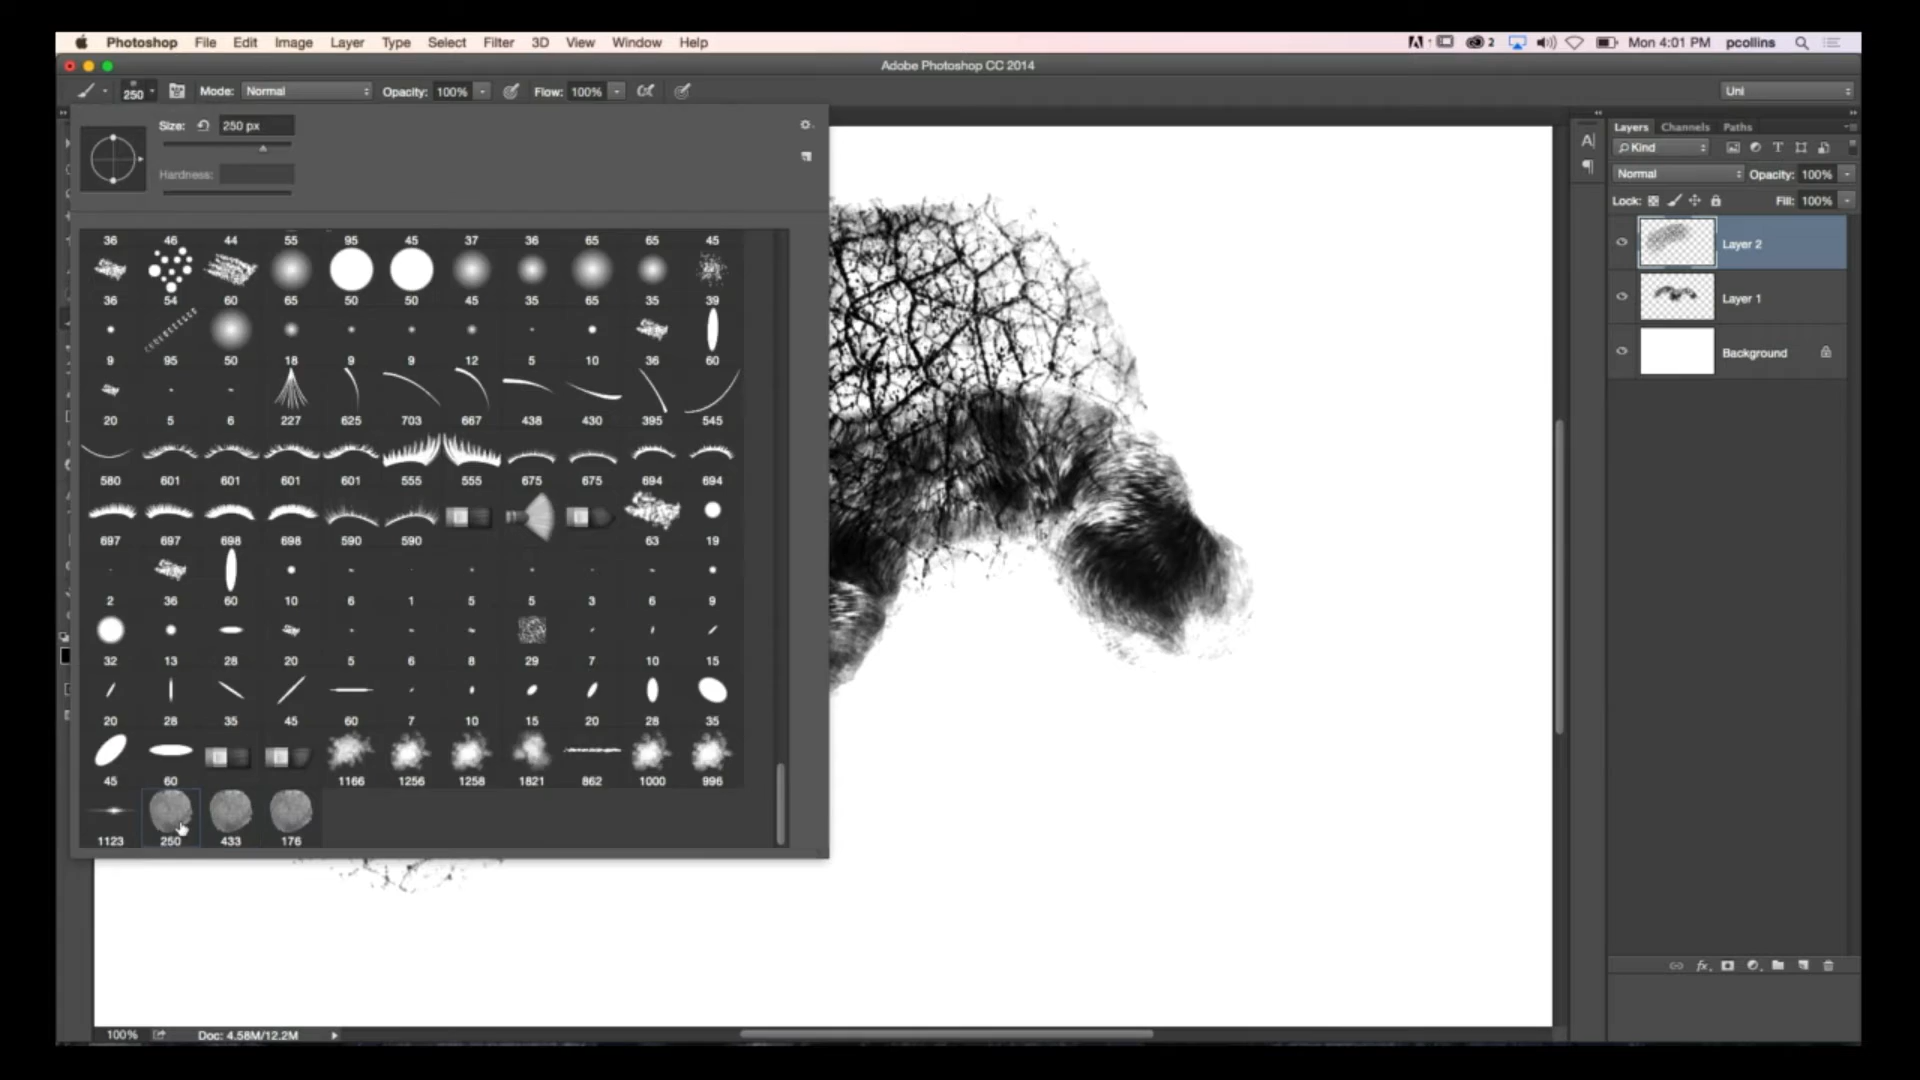 Photoshop File Edit Image Layer Type Select Filter 3D View Window Help 2 Mon 4:01 PM pcollins
Adobe Photoshop CC 2014
250 Mode: Normal Opacity: 100% Flow: 100% Uni
Size: 250 px
Hardness:
36 46 44 55 95 45 37 36 65 65 45
36 54 60 65 50 50 45 35 65 35 39
9 95 50 18 9 9 12 5 10 36 60
20 5 6 227 625 703 667 438 430 395 545
580 601 601 601 601 555 555 675 675 694 694
697 697 698 698 590 590 63 19
2 36 60 10 6 1 5 5 3 6 9
32 13 28 20 5 6 8 29 7 10 15
20 28 35 45 60 7 10 15 20 28 35
45 60 1166 1256 1258 1821 862 1000 996
1123 250 433 176
Layers Channels Paths
Kind
Normal Opacity: 100%
Lock: Fill: 100%
Layer 2
Layer 1
Background
100% Doc: 4.58M/12.2M